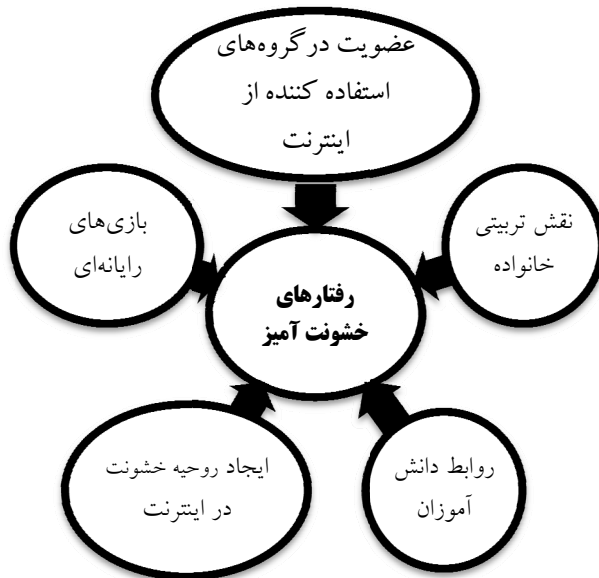 عضویت در گروه‌های
استفاده کننده از
اینترنت
نقش تربیتی
خانواده
بازی‌های
رایانه‌ای
رفتارهای
خشونت آمیز
روابط دانش
آموزان
ایجاد روحیه خشونت
در اینترنت